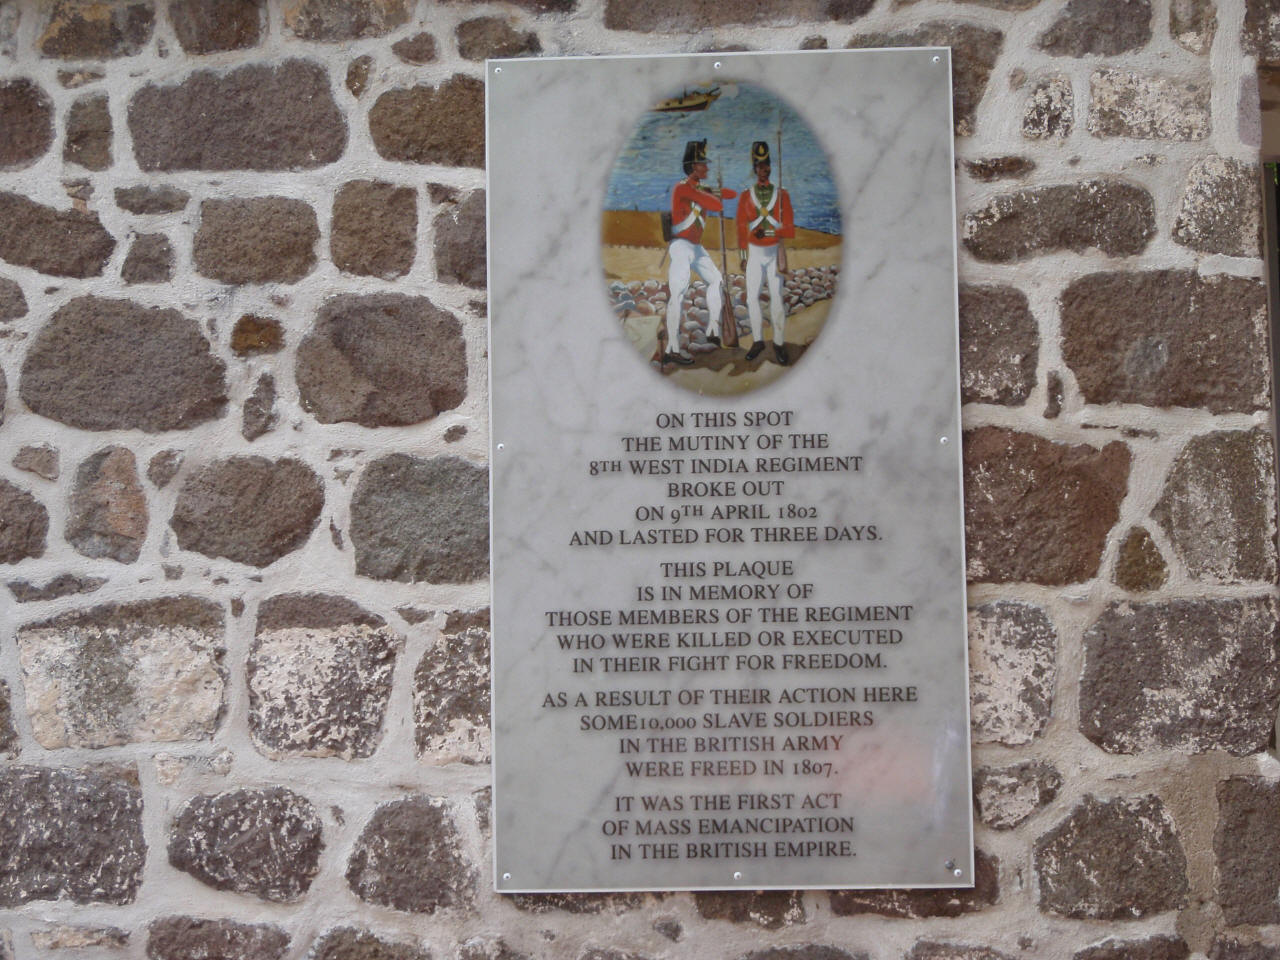 ON THIS SPOT
THE MUTINY OF THE
8TH WEST INDIA REGIMENT
BROKE OUT
ON 9TH APRIL 1802
AND LASTED FOR THREE DAYS.
THIS PLAQUE
IS IN MEMORY OF
THOSE MEMBERS OF THE REGIMENT
WHO WERE KILLED OR EXECUTED
IN THEIR FIGHT FOR FREEDOM.
AS A RESULT OF THEIR ACTION HERE
SOME10,000 SLAVE SOLDIERS
IN THE BRITISH ARMY
WERE FREED IN 1807.
IT WAS THE FIRST ACT
OF MASS EMANCIPATION
IN THE BRITISH EMPIRE.